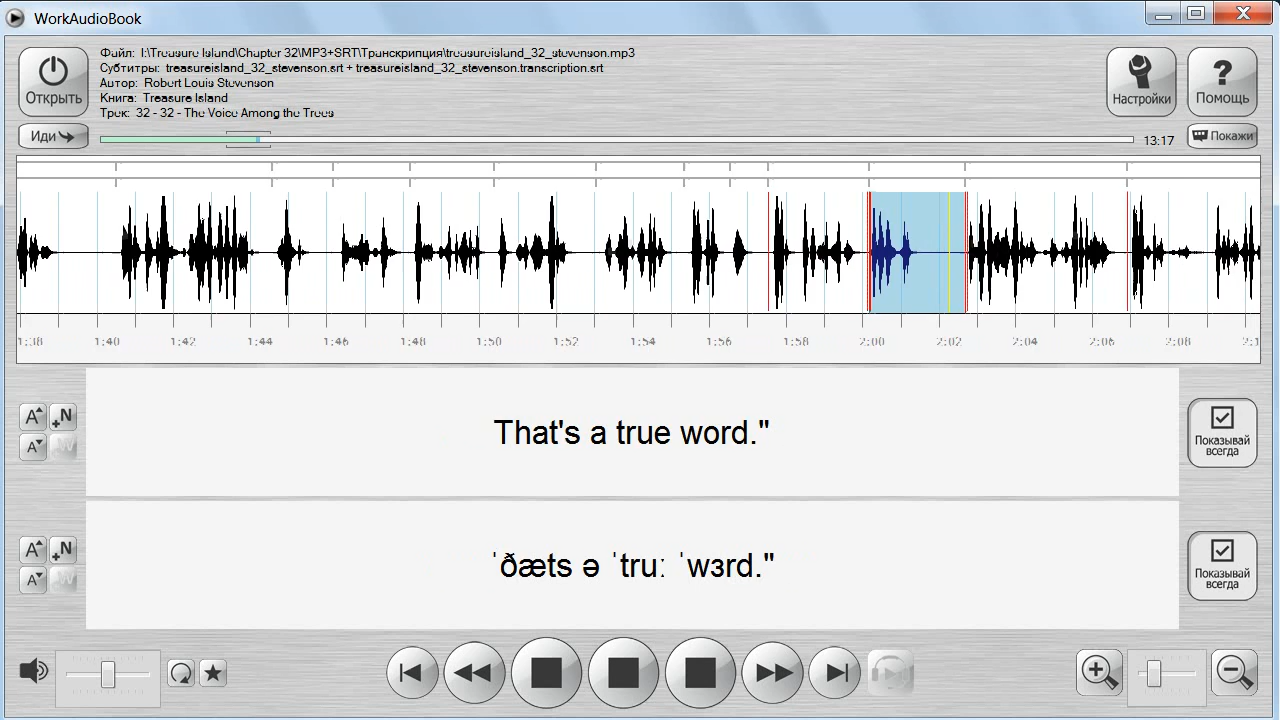 WorkAudioBook
Открыть
Файл: I:\Treasure Island\Chapter 32\MP3+SRT\Транскрипция\treasureisland_32_stevenson.mp3
Субтитры: treasureisland_32_stevenson.srt + treasureisland_32_stevenson.transcription.srt
Автор: Robert Louis Stevenson
Книга: Treasure Island
Трек: 32 - 32 - The Voice Among the Trees
Настройки
?
Помощь
Иди
13:17
Покажи
1:38 1:40 1:42 1:44 1:46 1:48 1:50 1:52 1:54 1:56 1:58 2:00 2:02 2:04 2:06 2:08 2:1
A +N
A W
That's a true word."
Показывай
всегда
A +N
A W
ˈðæts ə ˈtruː ˈwɜrd."
Показывай
всегда